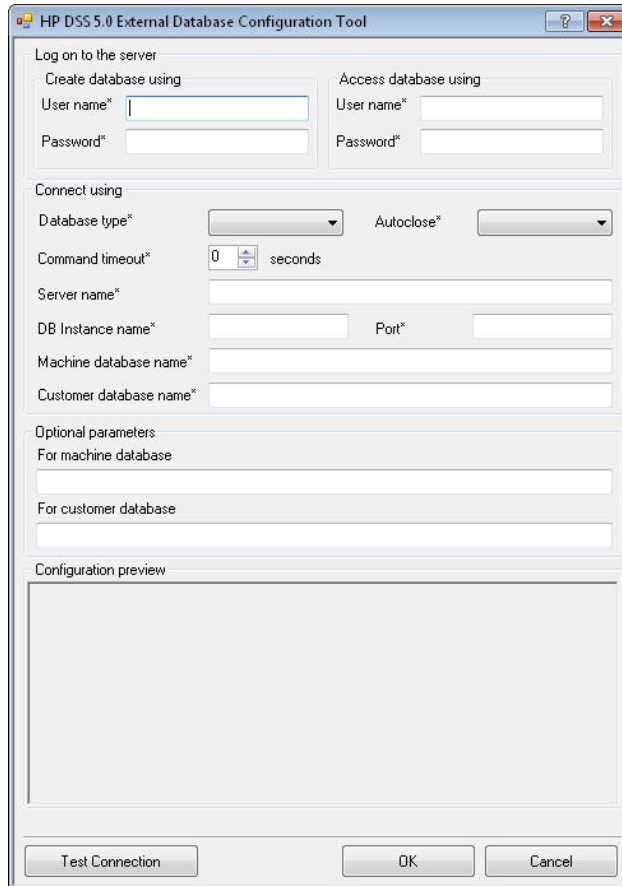 HP DSS 5.0 External Database Configuration Tool
Log on to the server
Create database using
User name*
Password*
Access database using
User name*
Password*
Connect using
Database type*
Autoclose*
Command timeout* 0 seconds
Server name*
DB Instance name*
Port*
Machine database name*
Customer database name*
Optional parameters
For machine database
For customer database
Configuration preview
Test Connection
OK
Cancel